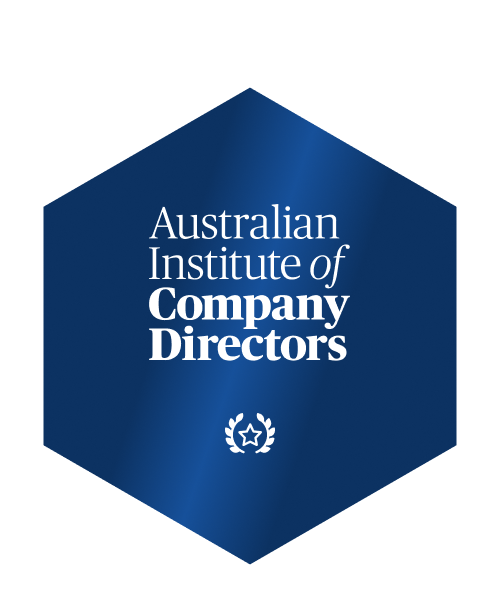 Australian
Institute of
Company
Directors